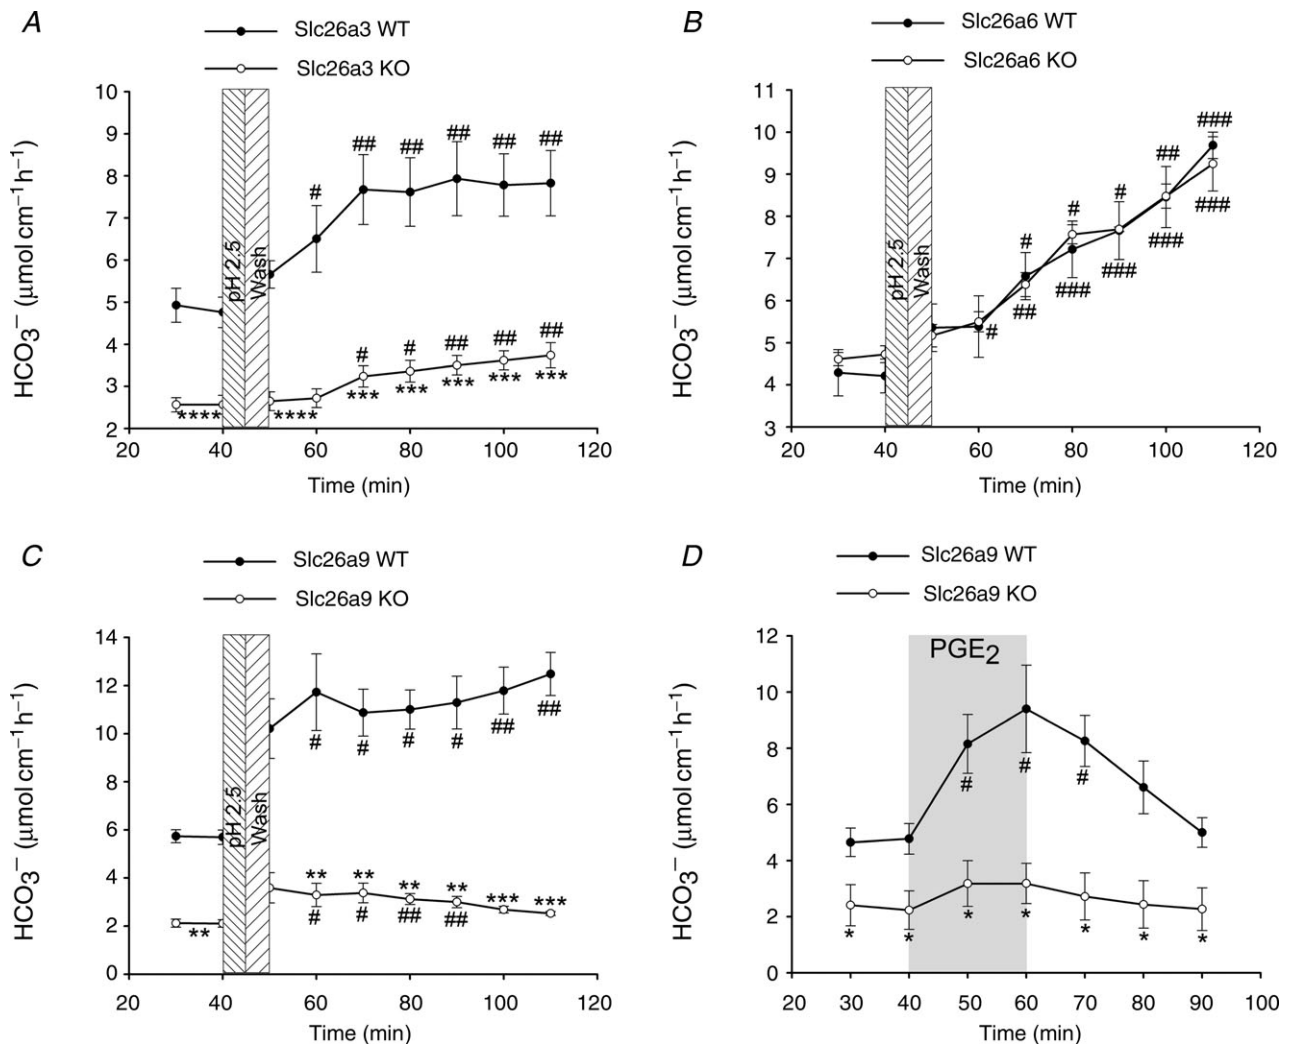 A
Slc26a3 WT
Slc26a3 KO
HCO₃⁻ (μmol cm⁻¹h⁻¹)
10
9
8
7
6
5
4
3
2
pH 2.5
Wash
# ## ## ## ## ##
# # ## ## ##
**** **** *** *** *** *** ***
20 40 60 80 100 120
Time (min)
B
Slc26a6 WT
Slc26a6 KO
HCO₃⁻ (μmol cm⁻¹h⁻¹)
11
10
9
8
7
6
5
4
3
pH 2.5
Wash
# # # ## ###
# ## ### ### ### ###
20 40 60 80 100 120
Time (min)
C
Slc26a9 WT
Slc26a9 KO
HCO₃⁻ (μmol cm⁻¹h⁻¹)
14
12
10
8
6
4
2
0
pH 2.5
Wash
# # # # ## ##
** ** ** ** ** *** ***
# # ## ##
20 40 60 80 100 120
Time (min)
D
Slc26a9 WT
Slc26a9 KO
HCO₃⁻ (μmol cm⁻¹h⁻¹)
12
10
8
6
4
2
0
PGE₂
# # #
* * * * * * *
20 30 40 50 60 70 80 90 100
Time (min)